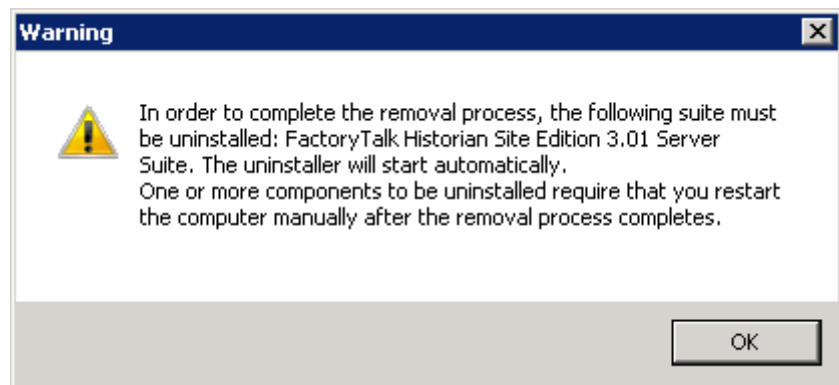 Warning
In order to complete the removal process, the following suite must
be uninstalled: FactoryTalk Historian Site Edition 3.01 Server
Suite. The uninstaller will start automatically.
One or more components to be uninstalled require that you restart
the computer manually after the removal process completes.
OK